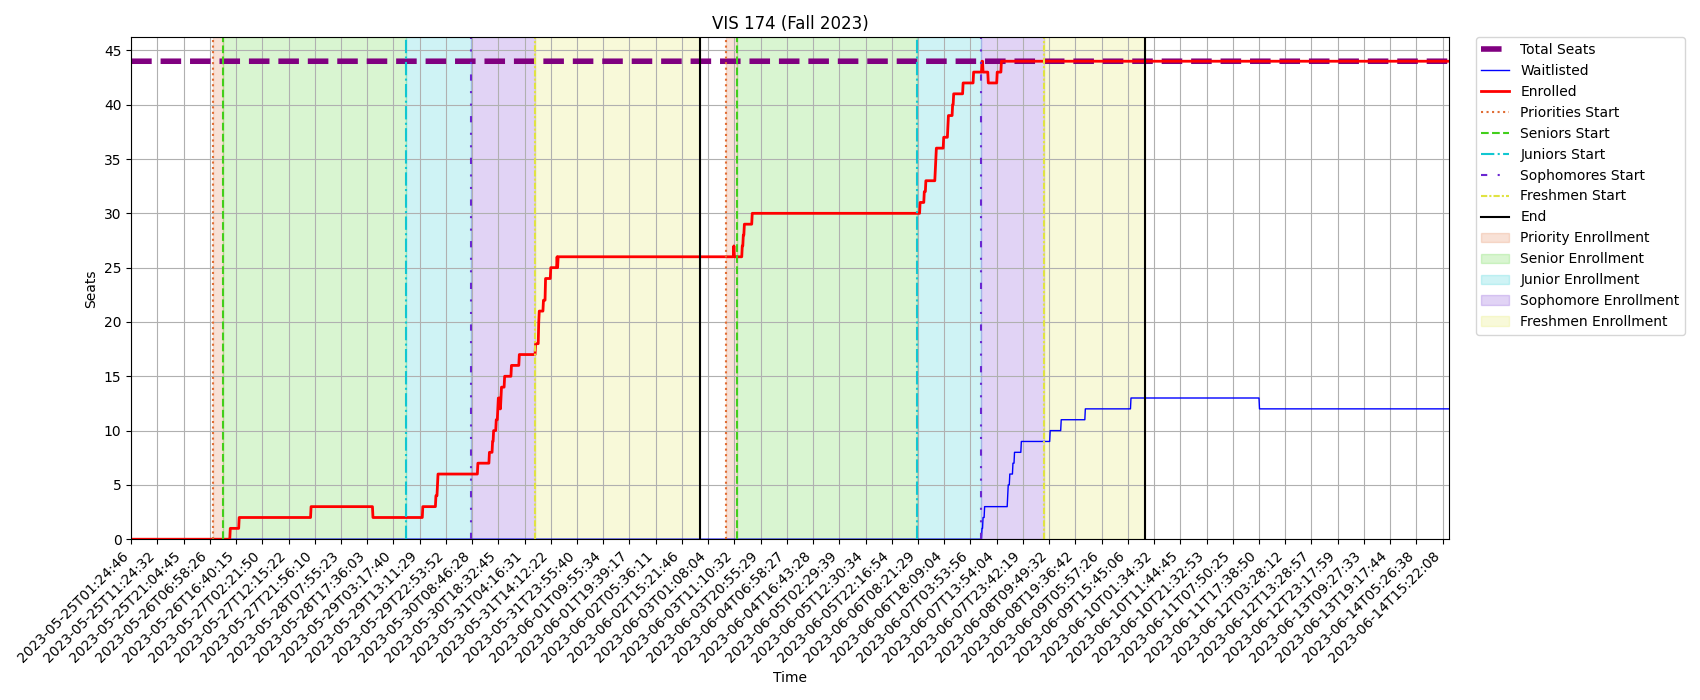 VIS 174 (Fall 2023)
45
40
35
30
25
20
15
10
5
0
Seats
2023-05-25T01:24:46
2023-05-25T11:24:32
2023-05-25T21:04:45
2023-05-26T06:58:26
2023-05-26T16:40:15
2023-05-27T02:21:50
2023-05-27T12:15:22
2023-05-27T21:56:10
2023-05-28T07:55:23
2023-05-28T17:36:03
2023-05-29T03:17:40
2023-05-29T13:11:29
2023-05-29T22:53:52
2023-05-30T08:46:28
2023-05-30T18:32:45
2023-05-31T04:16:31
2023-05-31T14:12:22
2023-05-31T23:55:40
2023-06-01T09:55:34
2023-06-01T19:39:17
2023-06-02T05:36:11
2023-06-02T15:21:46
2023-06-03T01:08:04
2023-06-03T11:10:32
2023-06-03T20:55:29
2023-06-04T06:58:27
2023-06-04T16:43:28
2023-06-05T02:29:39
2023-06-05T12:30:34
2023-06-05T22:16:54
2023-06-06T08:21:29
2023-06-06T18:09:04
2023-06-07T03:53:56
2023-06-07T13:54:04
2023-06-07T23:42:19
2023-06-08T09:49:32
2023-06-08T19:36:42
2023-06-09T05:57:26
2023-06-09T15:45:06
2023-06-10T01:34:32
2023-06-10T11:44:45
2023-06-10T21:32:53
2023-06-11T07:50:25
2023-06-11T17:38:50
2023-06-12T03:28:12
2023-06-12T13:28:57
2023-06-12T23:17:59
2023-06-13T09:27:33
2023-06-13T19:17:44
2023-06-14T05:26:38
2023-06-14T15:22:08
Time
Total Seats
Waitlisted
Enrolled
Priorities Start
Seniors Start
Juniors Start
Sophomores Start
Freshmen Start
End
Priority Enrollment
Senior Enrollment
Junior Enrollment
Sophomore Enrollment
Freshmen Enrollment